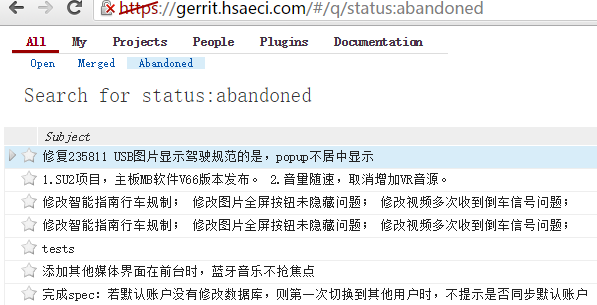 https://gerrit.hsaeci.com/#/q/status:abandoned
All My Projects People Plugins Documentation
Open Merged Abandoned
Search for status:abandoned
Subject
修复235811 USB图片显示驾驶规范的是，popup不居中显示
1.SU2项目，主板MB软件V66版本发布。 2.音量随速，取消增加VR音源。
修改智能指南行车规制； 修改图片全屏按钮未隐藏问题； 修改视频多次收到倒车信号问题；
修改智能指南行车规制； 修改图片全屏按钮未隐藏问题； 修改视频多次收到倒车信号问题；
tests
添加其他媒体界面在前台时，蓝牙音乐不抢焦点
完成spec：若默认账户没有修改数据库，则第一次切换到其他用户时，不提示是否同步默认账户